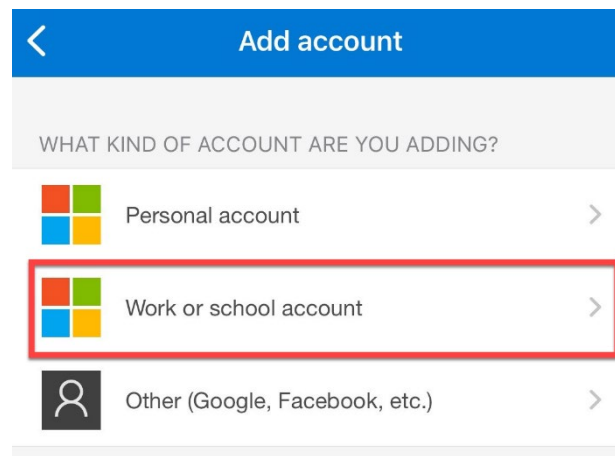 Add account
WHAT KIND OF ACCOUNT ARE YOU ADDING?
Personal account
Work or school account
Other (Google, Facebook, etc.)